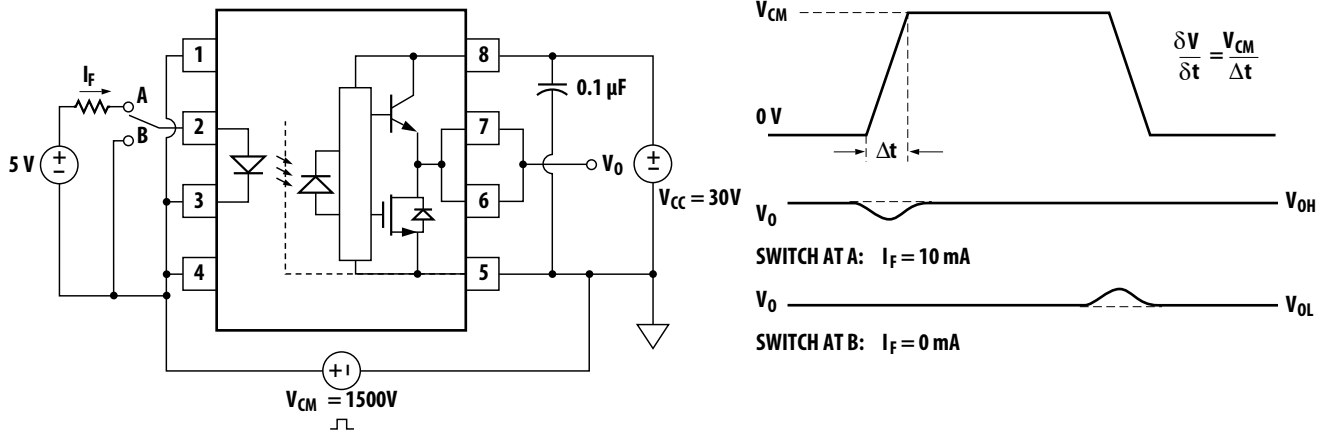 I_F
A
B
5 V
1
2
3
4
8
7
6
5
0.1 µF
V_O
V_CC = 30V
V_CM = 1500V
V_CM
0 V
Δt
δV/δt = V_CM/Δt
V_O
V_OH
SWITCH AT A: I_F = 10 mA
V_O
V_OL
SWITCH AT B: I_F = 0 mA